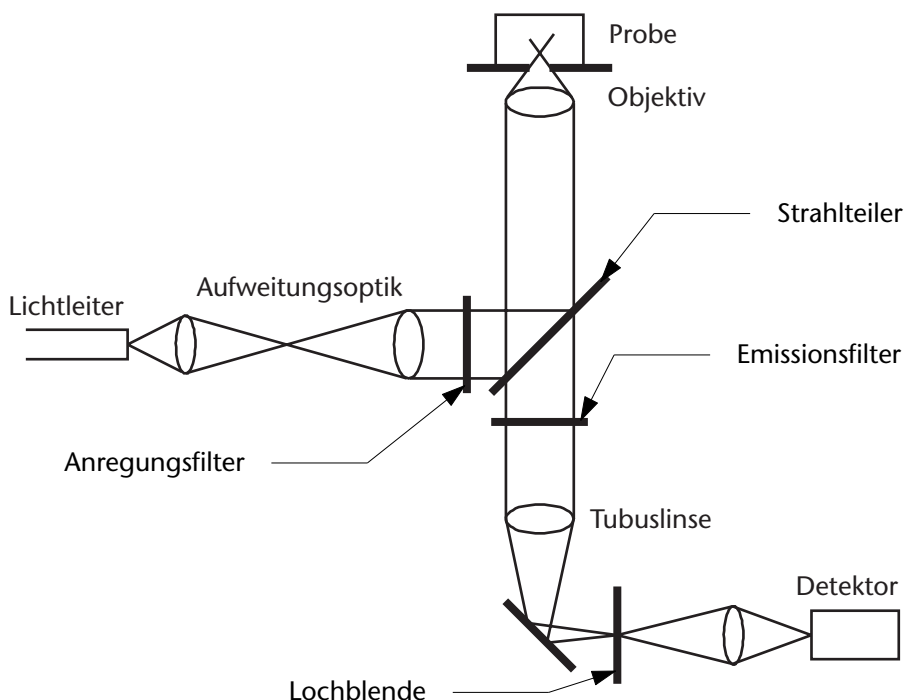 Probe
Objektiv
Strahlteiler
Aufweitungsoptik
Lichtleiter
Emissionsfilter
Anregungsfilter
Tubuslinse
Detektor
Lochblende